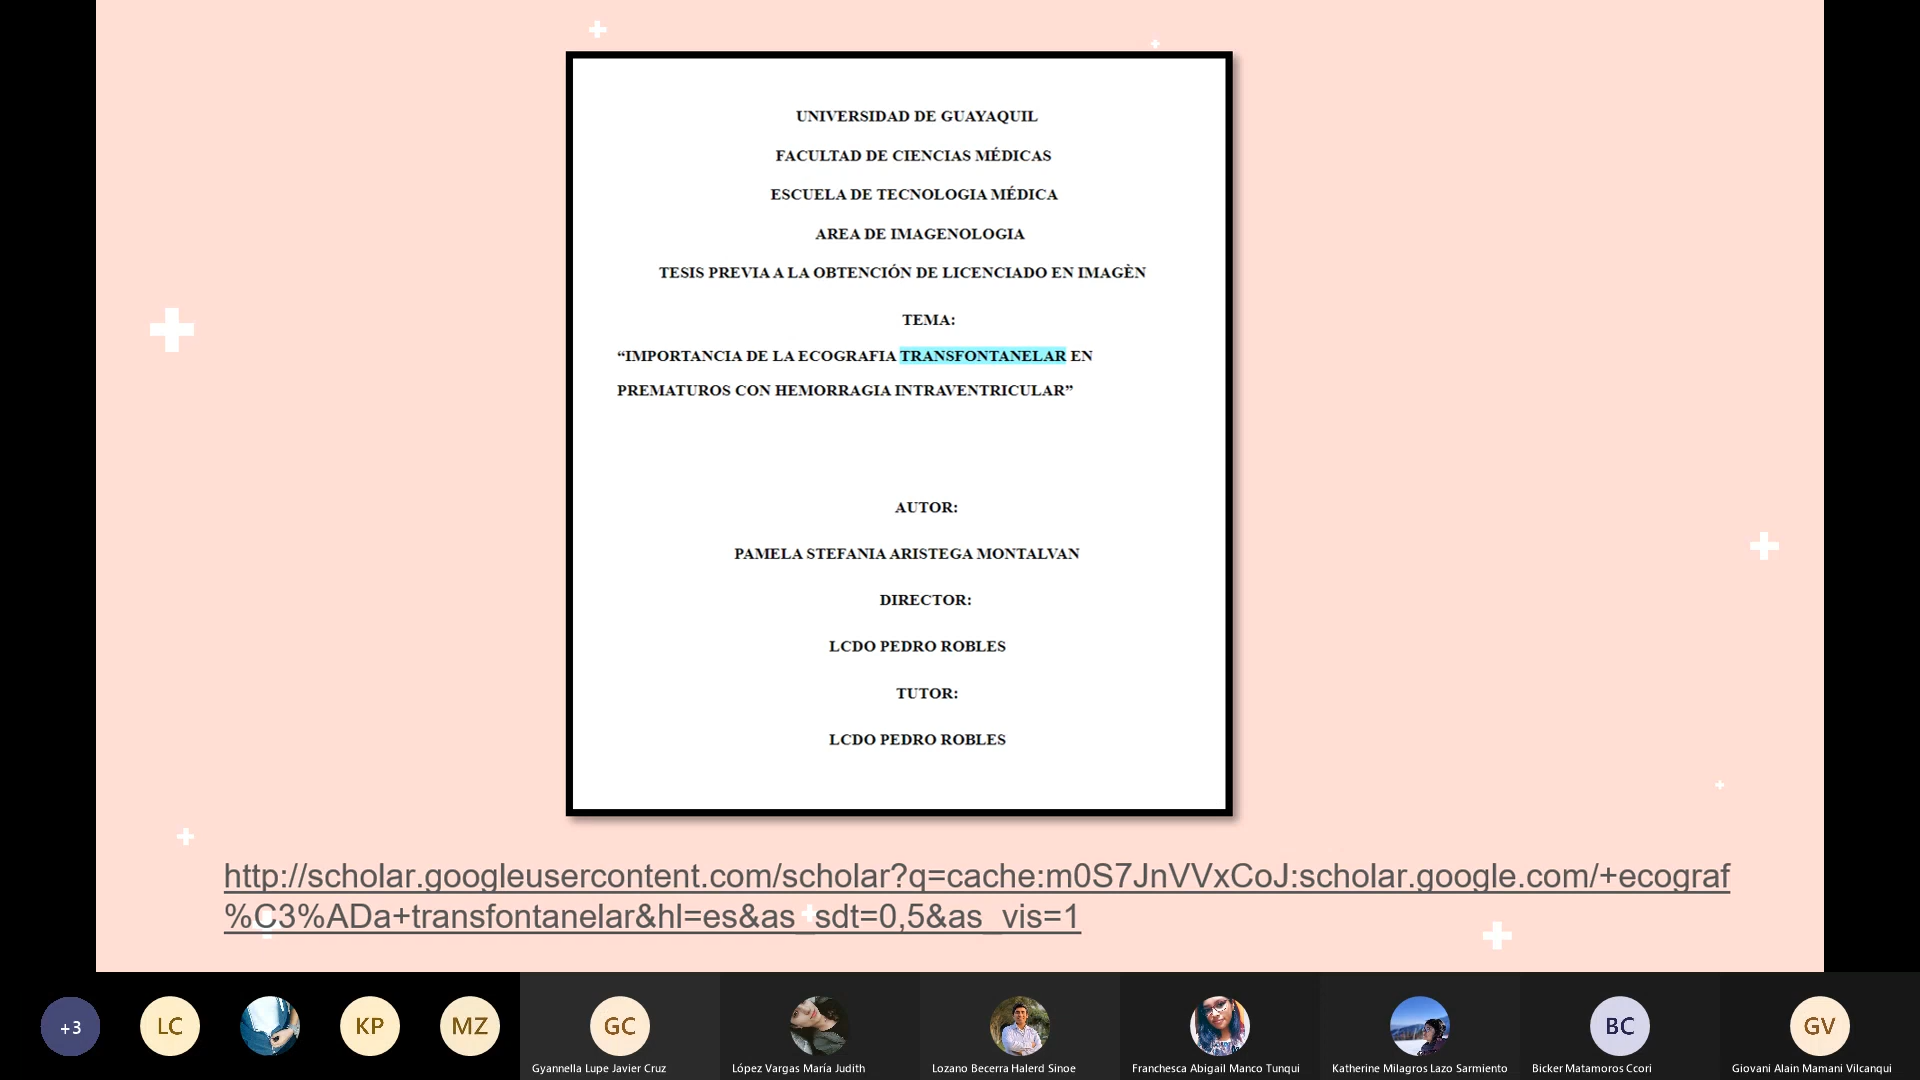 UNIVERSIDAD DE GUAYAQUIL
FACULTAD DE CIENCIAS MÉDICAS
ESCUELA DE TECNOLOGIA MÉDICA
AREA DE IMAGENOLOGIA
TESIS PREVIA A LA OBTENCIÓN DE LICENCIADO EN IMAGÈN
TEMA:
“IMPORTANCIA DE LA ECOGRAFIA TRANSFONTANELAR EN
PREMATUROS CON HEMORRAGIA INTRAVENTRICULAR”
AUTOR:
PAMELA STEFANIA ARISTEGA MONTALVAN
DIRECTOR:
LCDO PEDRO ROBLES
TUTOR:
LCDO PEDRO ROBLES
http://scholar.googleusercontent.com/scholar?q=cache:m0S7JnVVxCoJ:scholar.google.com/+ecograf
%C3%ADa+transfontanelar&hl=es&as_sdt=0,5&as_vis=1
+3
LC
KP
MZ
GC
BC
GV
Gyannella Lupe Javier Cruz
López Vargas María Judith
Lozano Becerra Halerd Sinoe
Franchesca Abigail Manco Tunqui
Katherine Milagros Lazo Sarmiento
Bicker Matamoros Ccori
Giovani Alain Mamani Vilcanqui